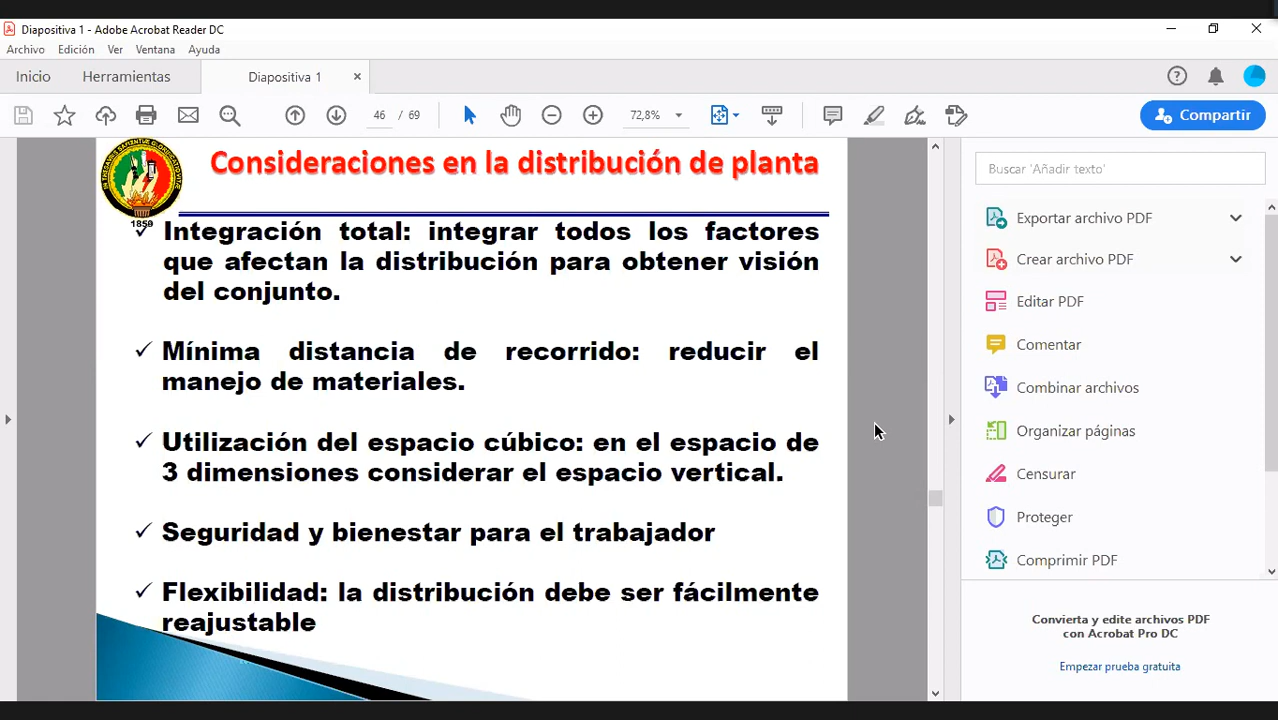 Diapositiva 1 - Adobe Acrobat Reader DC
Archivo Edición Ver Ventana Ayuda
Inicio Herramientas Diapositiva 1
46 / 69 72,8% Compartir
Consideraciones en la distribución de planta
1859
Integración total: integrar todos los factores
que afectan la distribución para obtener visión
del conjunto.
Mínima distancia de recorrido: reducir el
manejo de materiales.
Utilización del espacio cúbico: en el espacio de
3 dimensiones considerar el espacio vertical.
Seguridad y bienestar para el trabajador
Flexibilidad: la distribución debe ser fácilmente
reajustable
Buscar 'Añadir texto'
Exportar archivo PDF
Crear archivo PDF
Editar PDF
Comentar
Combinar archivos
Organizar páginas
Censurar
Proteger
Comprimir PDF
Convierta y edite archivos PDF
con Acrobat Pro DC
Empezar prueba gratuita